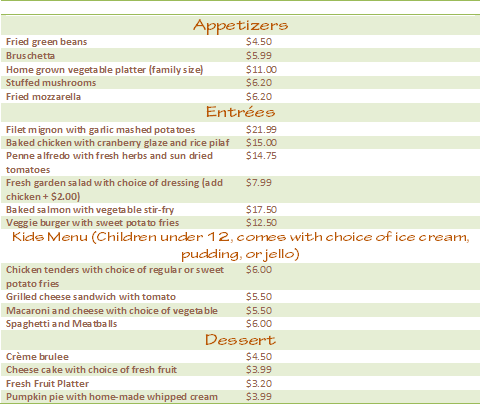 Appetizers
Fried green beans $4.50
Bruschetta $5.99
Home grown vegetable platter (family size) $11.00
Stuffed mushrooms $6.20
Fried mozzarella $6.20
Entrées
Filet mignon with garlic mashed potatoes $21.99
Baked chicken with cranberry glaze and rice pilaf $15.00
Penne alfredo with fresh herbs and sun dried $14.75
tomatoes
Fresh garden salad with choice of dressing (add $7.99
chicken + $2.00)
Baked salmon with vegetable stir-fry $17.50
Veggie burger with sweet potato fries $12.50
Kids Menu (Children under 12, comes with choice of ice cream,
pudding, or jello)
Chicken tenders with choice of regular or sweet $6.00
potato fries
Grilled cheese sandwich with tomato $5.50
Macaroni and cheese with choice of vegetable $5.50
Spaghetti and Meatballs $6.00
Dessert
Crème brulee $4.50
Cheese cake with choice of fresh fruit $3.99
Fresh Fruit Platter $3.20
Pumpkin pie with home-made whipped cream $3.99